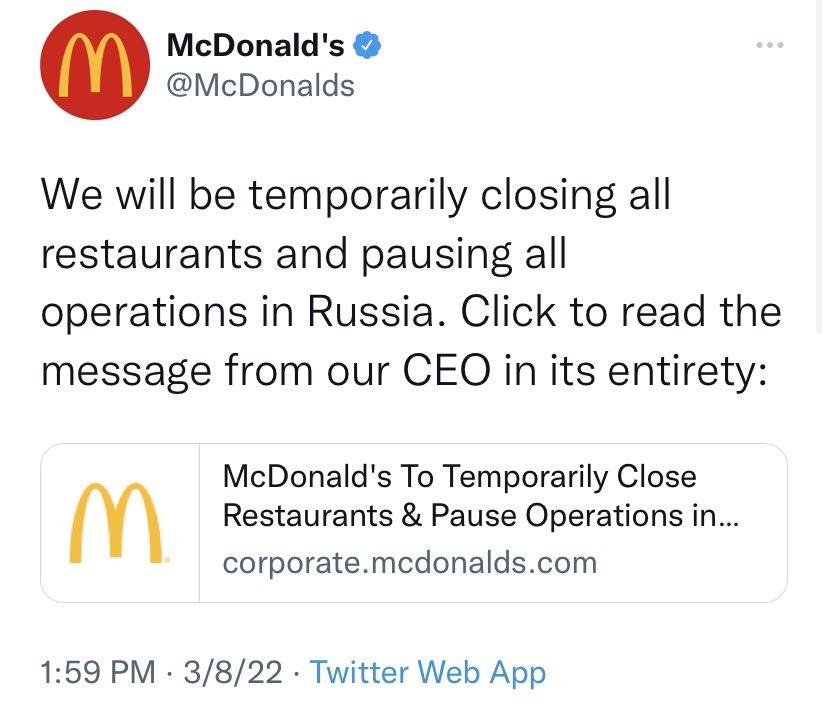 McDonald's
@McDonalds
We will be temporarily closing all
restaurants and pausing all
operations in Russia. Click to read the
message from our CEO in its entirety:
McDonald's To Temporarily Close
Restaurants & Pause Operations in...
corporate.mcdonalds.com
1:59 PM · 3/8/22 · Twitter Web App